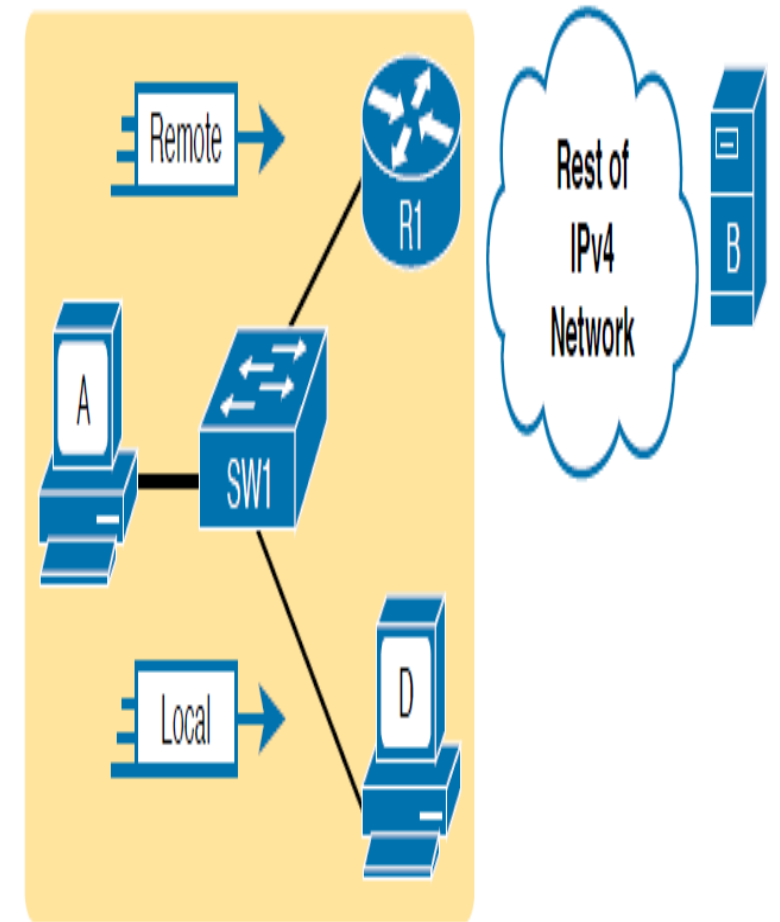 Remote
R1
Rest of
IPv4
Network
B
A
SW1
D
Local